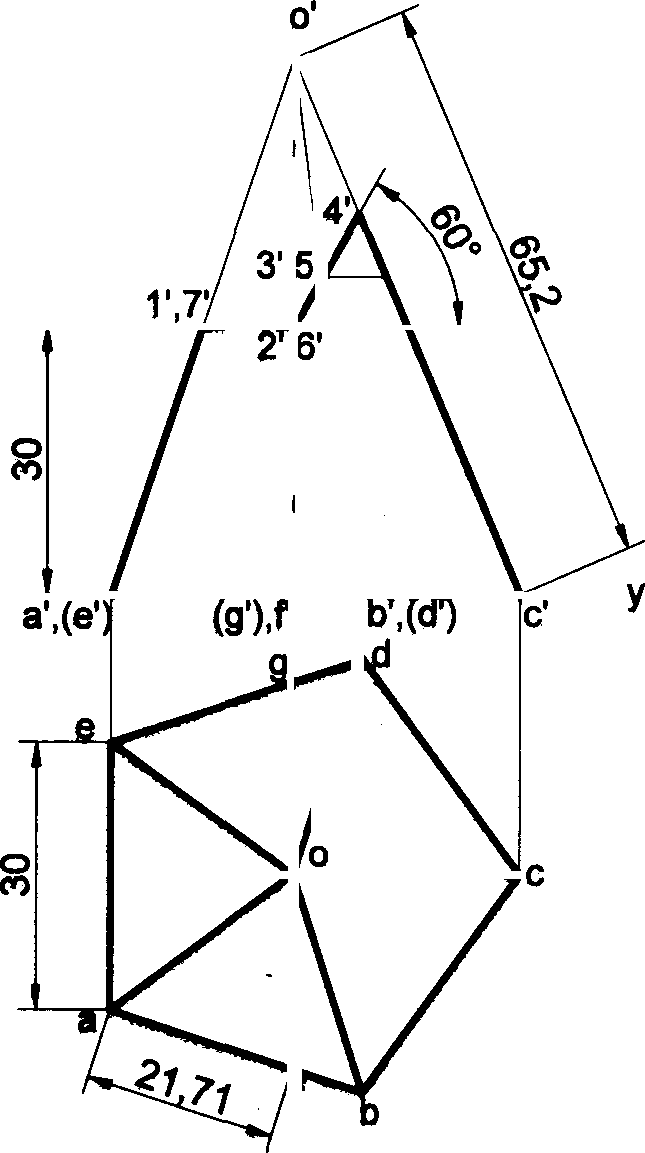 o'
4'
60°
65,2
3' 5
1',7'
2' 6'
30
y
a',(e')
(g'),f'
b',(d')
c'
g
d
e
o
c
30
a
21,71
b